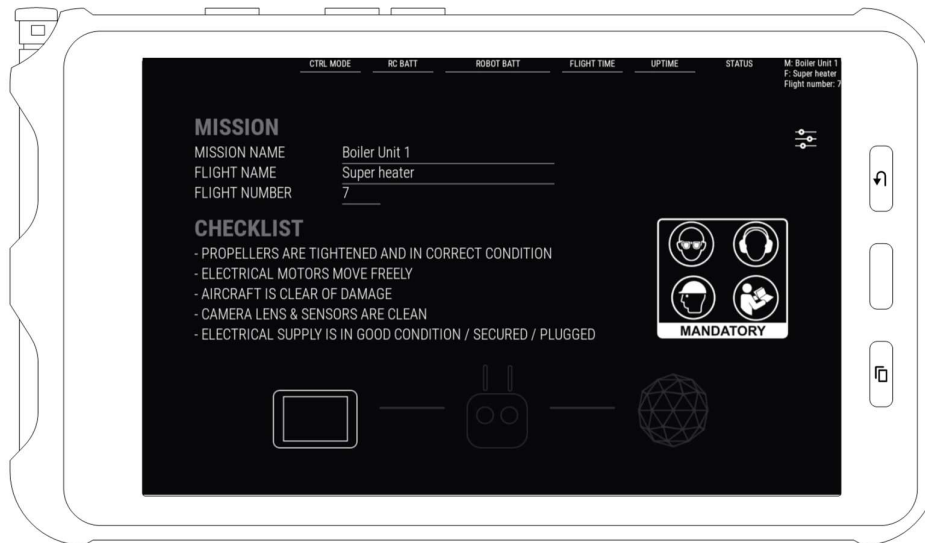 CTRL MODE RC BATT ROBOT BATT FLIGHT TIME UPTIME STATUS M: Boiler Unit 1
F: Super heater
Flight number: 7
MISSION
MISSION NAME Boiler Unit 1
FLIGHT NAME Super heater
FLIGHT NUMBER 7
CHECKLIST
- PROPELLERS ARE TIGHTENED AND IN CORRECT CONDITION
- ELECTRICAL MOTORS MOVE FREELY
- AIRCRAFT IS CLEAR OF DAMAGE
- CAMERA LENS & SENSORS ARE CLEAN
- ELECTRICAL SUPPLY IS IN GOOD CONDITION / SECURED / PLUGGED
MANDATORY